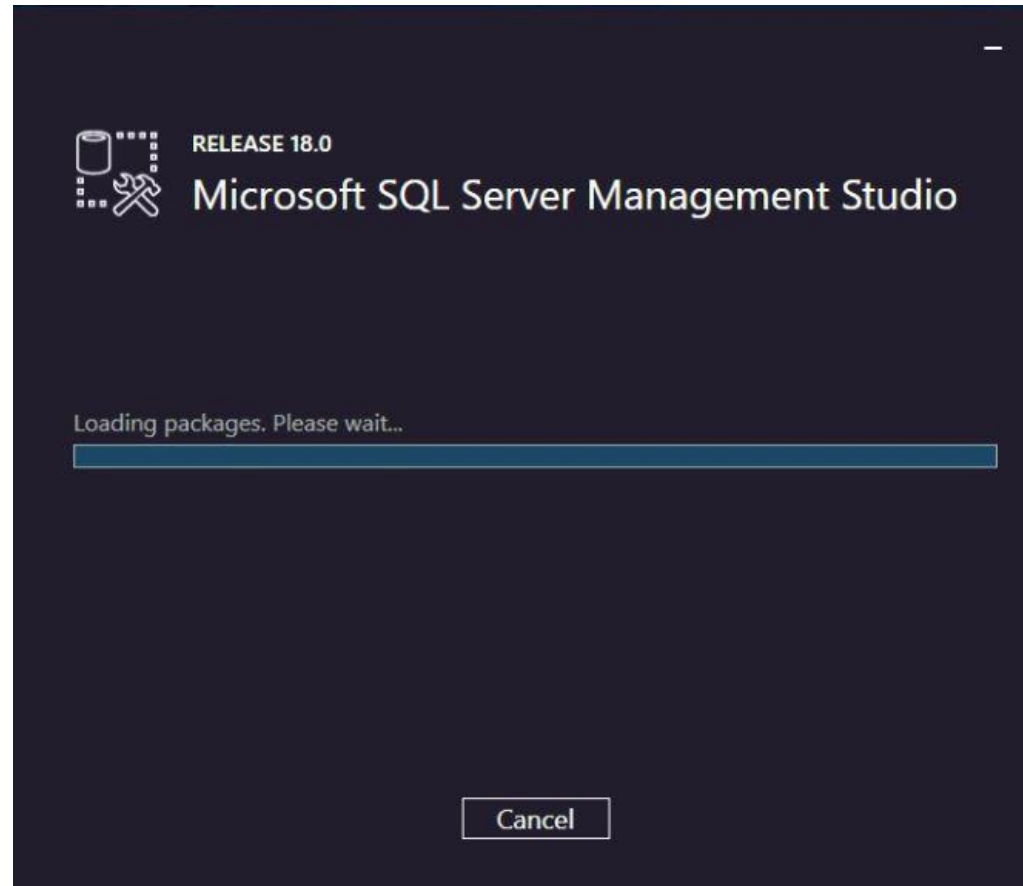 RELEASE 18.0
Microsoft SQL Server Management Studio
Loading packages. Please wait...
Cancel